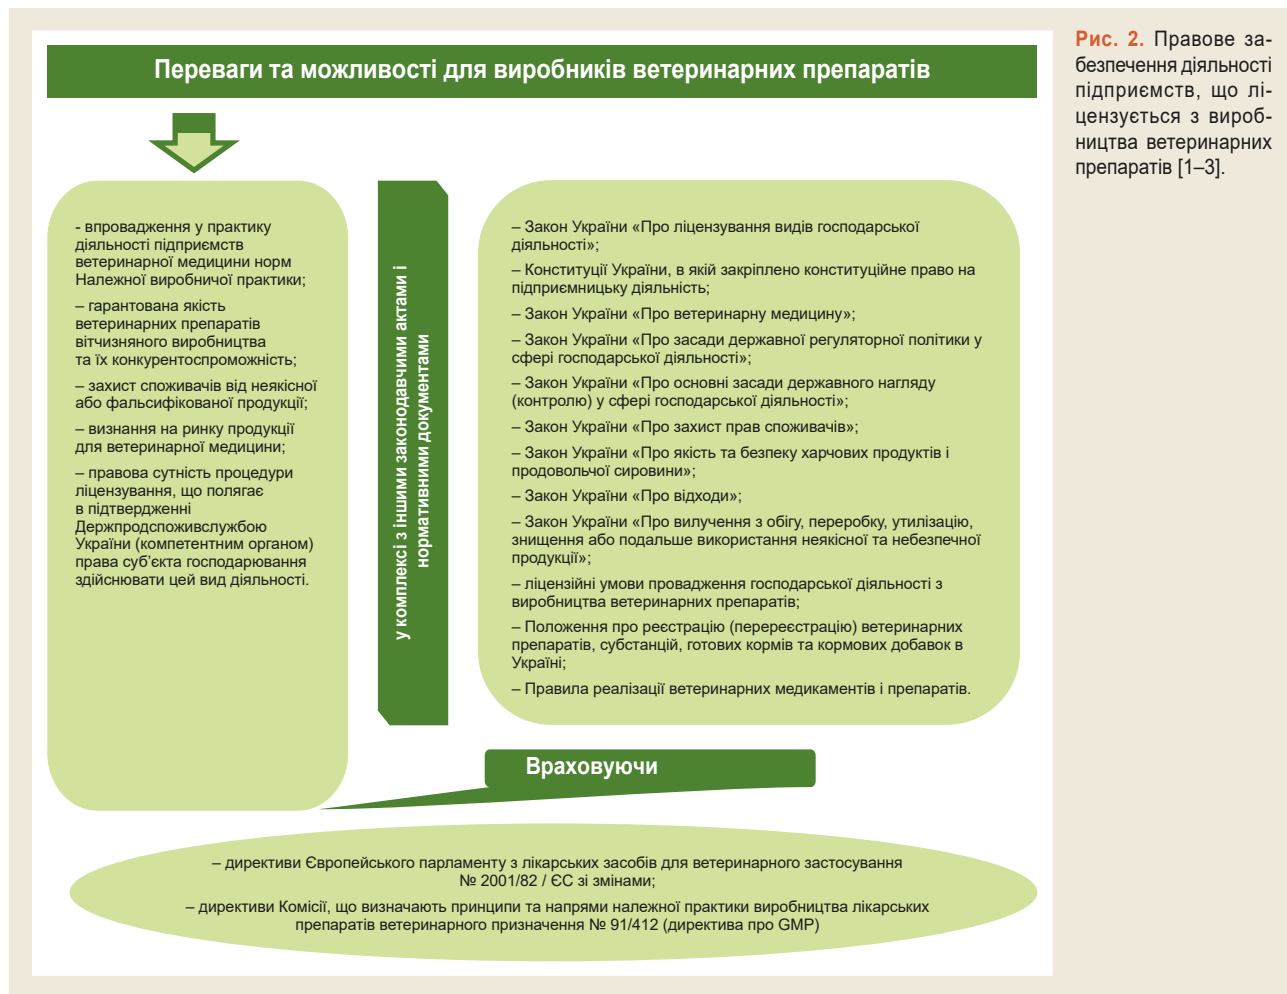 Переваги та можливості для виробників ветеринарних препаратів
- впровадження у практику
діяльності підприємств
ветеринарної медицини норм
Належної виробничої практики;
– гарантована якість
ветеринарних препаратів
вітчизняного виробництва
та їх конкурентоспроможність;
– захист споживачів від неякісної
або фальсифікованої продукції;
– визнання на ринку продукції
для ветеринарної медицини;
– правова сутність процедури
ліцензування, що полягає
в підтвердженні
Держпродспоживслужбою
України (компетентним органом)
права суб’єкта господарювання
здійснювати цей вид діяльності.
у комплексі з іншими законодавчими актами і
нормативними документами
– Закон України «Про ліцензування видів господарської
діяльності»;
– Конституції України, в якій закріплено конституційне право на
підприємницьку діяльність;
– Закон України «Про ветеринарну медицину»;
– Закон України «Про засади державної регуляторної політики у
сфері господарської діяльності»;
– Закон України «Про основні засади державного нагляду
(контролю) у сфері господарської діяльності»;
– Закон України «Про захист прав споживачів»;
– Закон України «Про якість та безпеку харчових продуктів і
продовольчої сировини»;
– Закон України «Про відходи»;
– Закон України «Про вилучення з обігу, переробку, утилізацію,
знищення або подальше використання неякісної та небезпечної
продукції»;
– ліцензійні умови провадження господарської діяльності з
виробництва ветеринарних препаратів;
– Положення про реєстрацію (перереєстрацію) ветеринарних
препаратів, субстанцій, готових кормів та кормових добавок в
Україні;
– Правила реалізації ветеринарних медикаментів і препаратів.
Враховуючи
– директиви Європейського парламенту з лікарських засобів для ветеринарного застосування
№ 2001/82 / ЄС зі змінами;
– директиви Комісії, що визначають принципи та напрями належної практики виробництва лікарських
препаратів ветеринарного призначення № 91/412 (директива про GMP)
Рис. 2. Правове за-
безпечення діяльності
підприємств, що лі-
цензується з вироб-
ництва ветеринарних
препаратів [1–3].